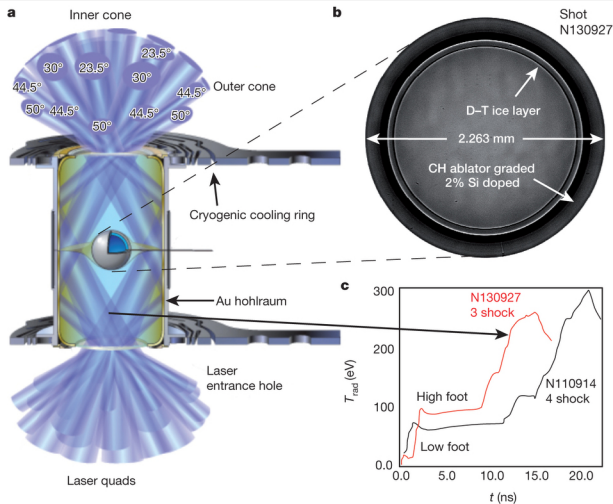 a
Inner cone
23.5°
30°
23.5°
30°
44.5°
44.5°
50°
44.5°
44.5°
50°
50°
Outer cone
Cryogenic cooling ring
Au hohlraum
Laser
entrance hole
Laser quads
b
Shot
N130927
D–T ice layer
2.263 mm
CH ablator graded
2% Si doped
c
300
200
100
0.0
T rad (eV)
N130927
3 shock
High foot
Low foot
N110914
4 shock
0.0
5.0
10.0
15.0
20.0
t (ns)